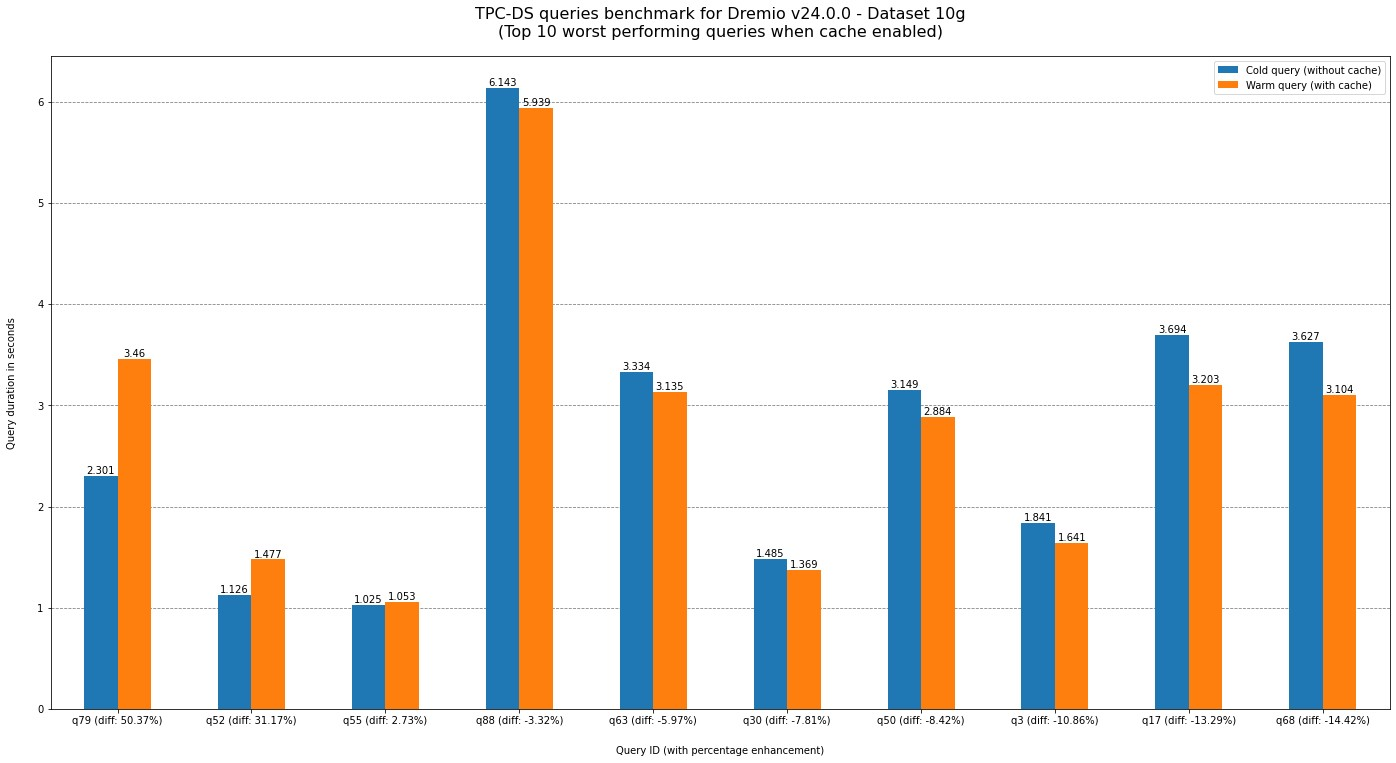 TPC-DS queries benchmark for Dremio v24.0.0 - Dataset 10g
(Top 10 worst performing queries when cache enabled)
Cold query (without cache)
Warm query (with cache)
Query duration in seconds
6
5
4
3
2
1
0
2.301
3.46
1.126
1.477
1.025
1.053
6.143
5.939
3.334
3.135
1.485
1.369
3.149
2.884
1.841
1.641
3.694
3.203
3.627
3.104
q79 (diff: 50.37%)
q52 (diff: 31.17%)
q55 (diff: 2.73%)
q88 (diff: -3.32%)
q63 (diff: -5.97%)
q30 (diff: -7.81%)
q50 (diff: -8.42%)
q3 (diff: -10.86%)
q17 (diff: -13.29%)
q68 (diff: -14.42%)
Query ID (with percentage enhancement)